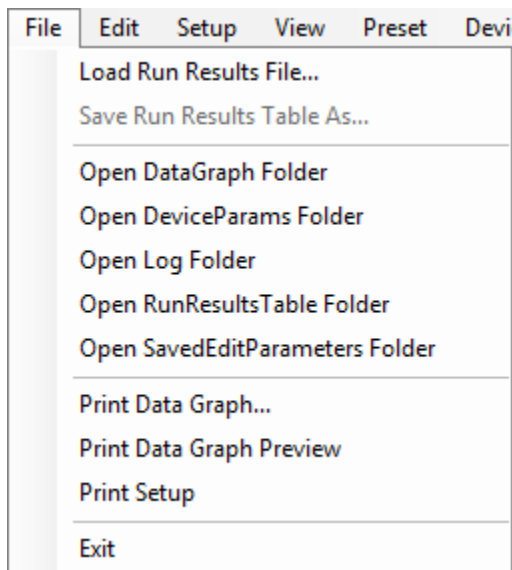 File Edit Setup View Preset Devi
Load Run Results File...
Save Run Results Table As...
Open DataGraph Folder
Open DeviceParams Folder
Open Log Folder
Open RunResultsTable Folder
Open SavedEditParameters Folder
Print Data Graph...
Print Data Graph Preview
Print Setup
Exit